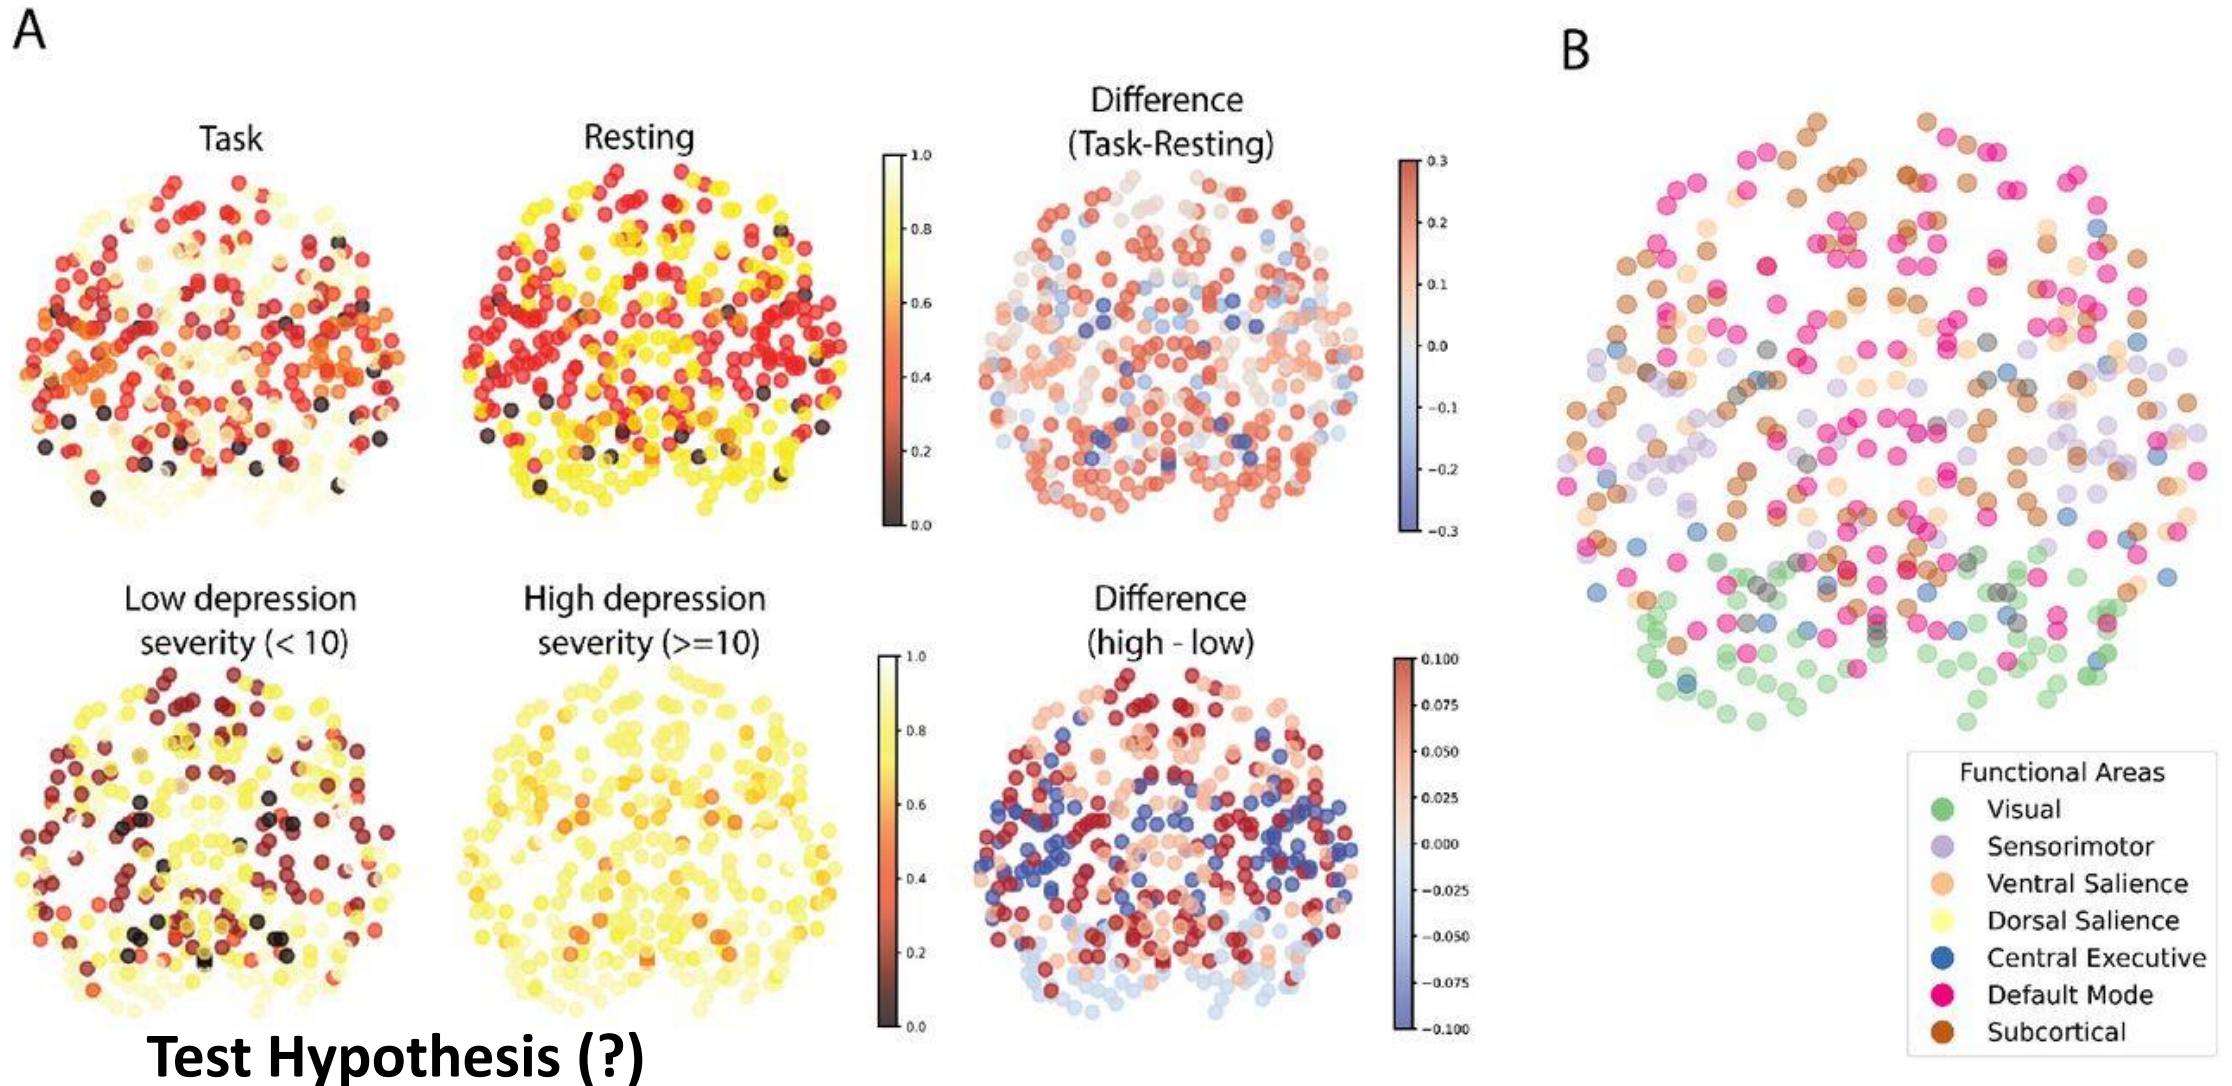 A
B
Task
Resting
Difference
(Task-Resting)
1.0
0.8
0.6
0.4
0.2
0.0
0.3
0.2
0.1
0.0
−0.1
−0.2
−0.3
Low depression
severity (< 10)
High depression
severity (>=10)
Difference
(high - low)
1.0
0.8
0.6
0.4
0.2
0.0
0.100
0.075
0.050
0.025
0.000
−0.025
−0.050
−0.075
−0.100
Functional Areas
Visual
Sensorimotor
Ventral Salience
Dorsal Salience
Central Executive
Default Mode
Subcortical
Test Hypothesis (?)